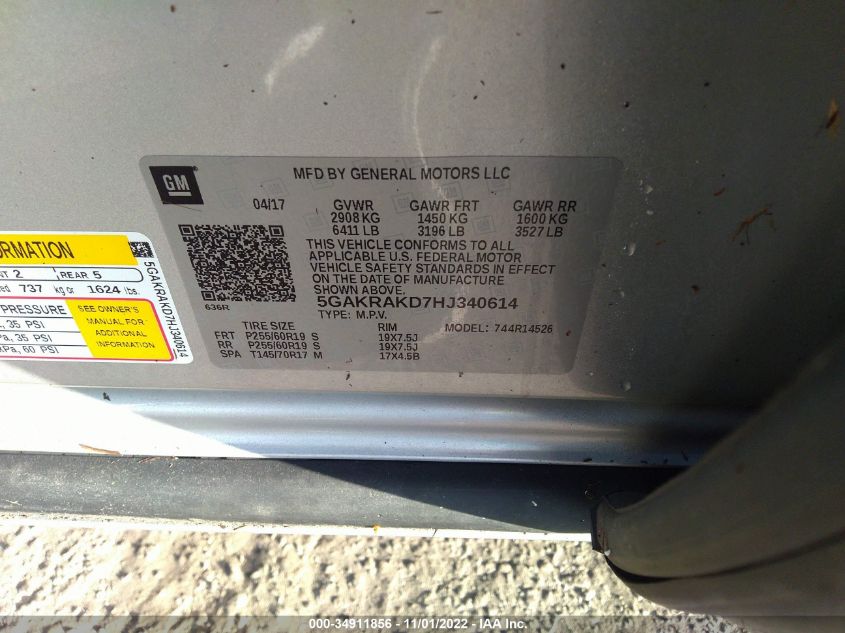 GM
MFD BY GENERAL MOTORS LLC
04/17 GVWR GAWR FRT GAWR RR
2908 KG 1450 KG 1600 KG
6411 LB 3196 LB 3527 LB
THIS VEHICLE CONFORMS TO ALL
APPLICABLE U.S. FEDERAL MOTOR
VEHICLE SAFETY STANDARDS IN EFFECT
ON THE DATE OF MANUFACTURE
SHOWN ABOVE.
636R 5GAKRAKD7HJ340614
TYPE: M.P.V.
TIRE SIZE RIM MODEL: 744R14526
FRT P255/60R19 S 19X7.5J
RR P255/60R19 S 19X7.5J
SPA T145/70R17 M 17X4.5B
2 REAR 5
737 kg or 1624 lbs.
PRESSURE
35 PSI
35 PSI
60 PSI
SEE OWNER'S
MANUAL FOR
ADDITIONAL
INFORMATION
5GAKRAKD7HJ340614
000-34911856 - 11/01/2022 - IAA Inc.